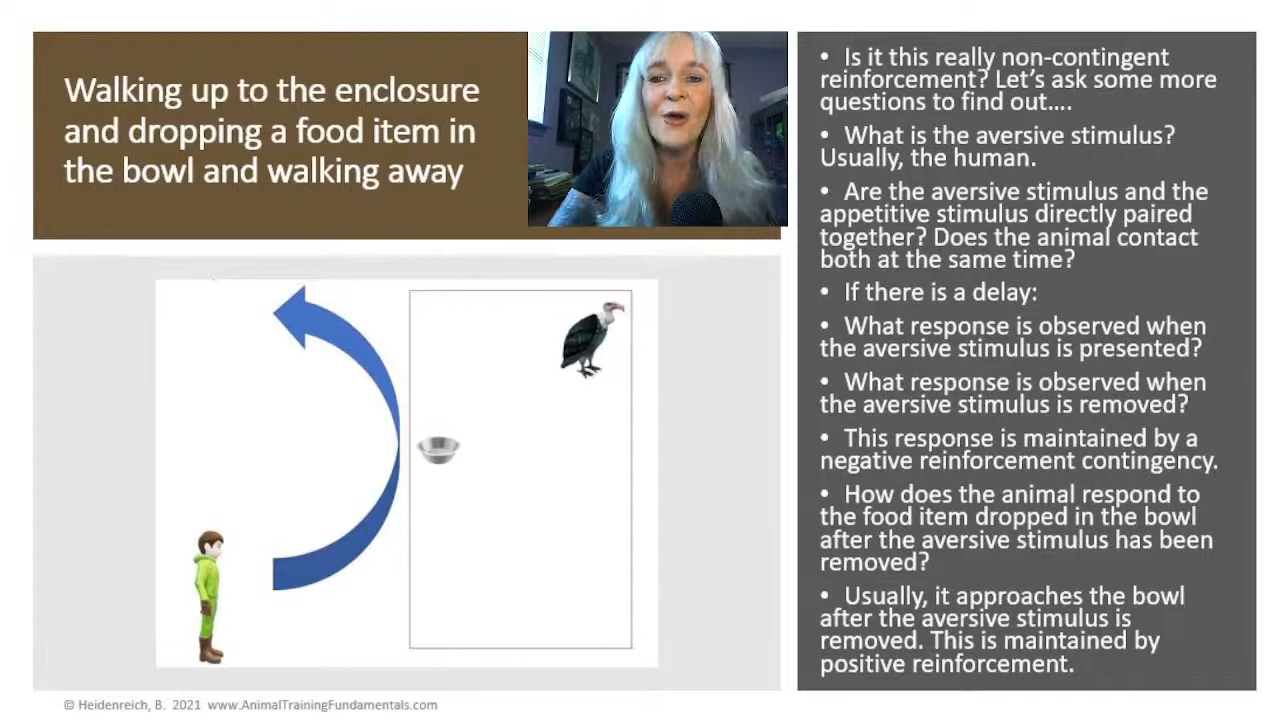 Walking up to the enclosure
and dropping a food item in
the bowl and walking away
• Is it this really non-contingent
reinforcement? Let's ask some more
questions to find out....
• What is the aversive stimulus?
Usually, the human.
• Are the aversive stimulus and the
appetitive stimulus directly paired
together? Does the animal contact
both at the same time?
• If there is a delay:
• What response is observed when
the aversive stimulus is presented?
• What response is observed when
the aversive stimulus is removed?
• This response is maintained by a
negative reinforcement contingency.
• How does the animal respond to
the food item dropped in the bowl
after the aversive stimulus has been
removed?
• Usually, it approaches the bowl
after the aversive stimulus is
removed. This is maintained by
positive reinforcement.
© Heidenreich, B. 2021 www.AnimalTrainingFundamentals.com